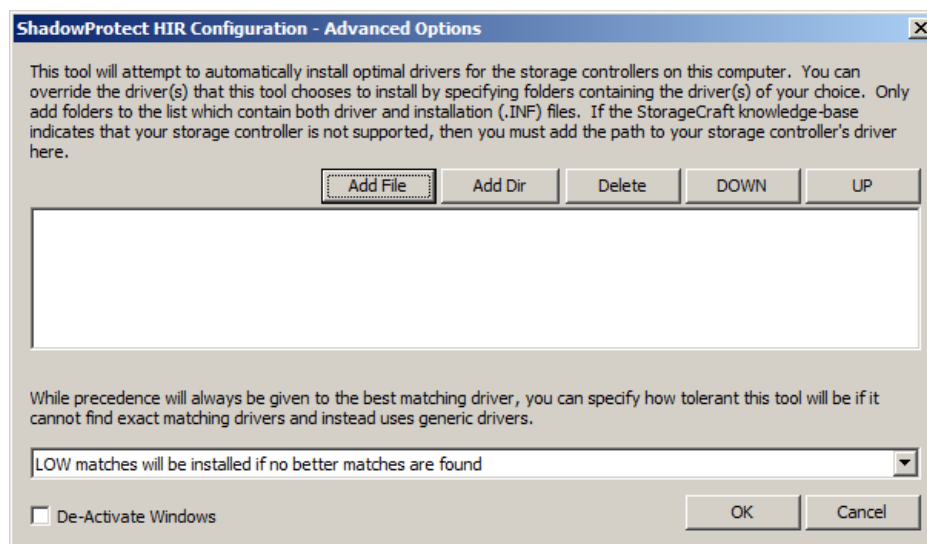 ShadowProtect HIR Configuration - Advanced Options
This tool will attempt to automatically install optimal drivers for the storage controllers on this computer. You can
override the driver(s) that this tool chooses to install by specifying folders containing the driver(s) of your choice. Only
add folders to the list which contain both driver and installation (.INF) files. If the StorageCraft knowledge-base
indicates that your storage controller is not supported, then you must add the path to your storage controller's driver
here.
Add File Add Dir Delete DOWN UP
While precedence will always be given to the best matching driver, you can specify how tolerant this tool will be if it
cannot find exact matching drivers and instead uses generic drivers.
LOW matches will be installed if no better matches are found
De-Activate Windows OK Cancel